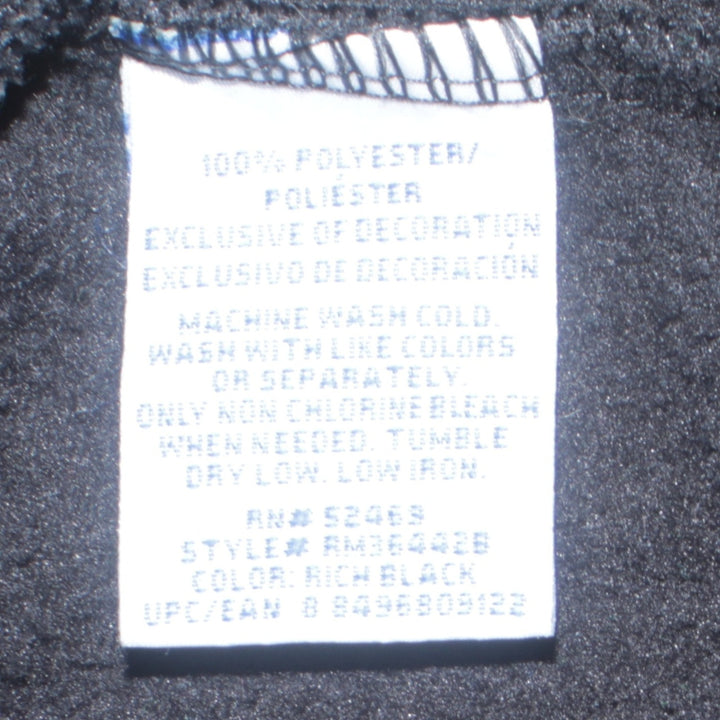 100% POLYESTER/
POLIÉSTER
EXCLUSIVE OF DECORATION
EXCLUSIVO DE DECORACIÓN
MACHINE WASH COLD.
WASH WITH LIKE COLORS
OR SEPARATELY.
ONLY NON CHLORINE BLEACH
WHEN NEEDED. TUMBLE
DRY LOW. LOW IRON.
RN# 52469
STYLE#
COLOR: RICH BLACK
UPC/EAN 8